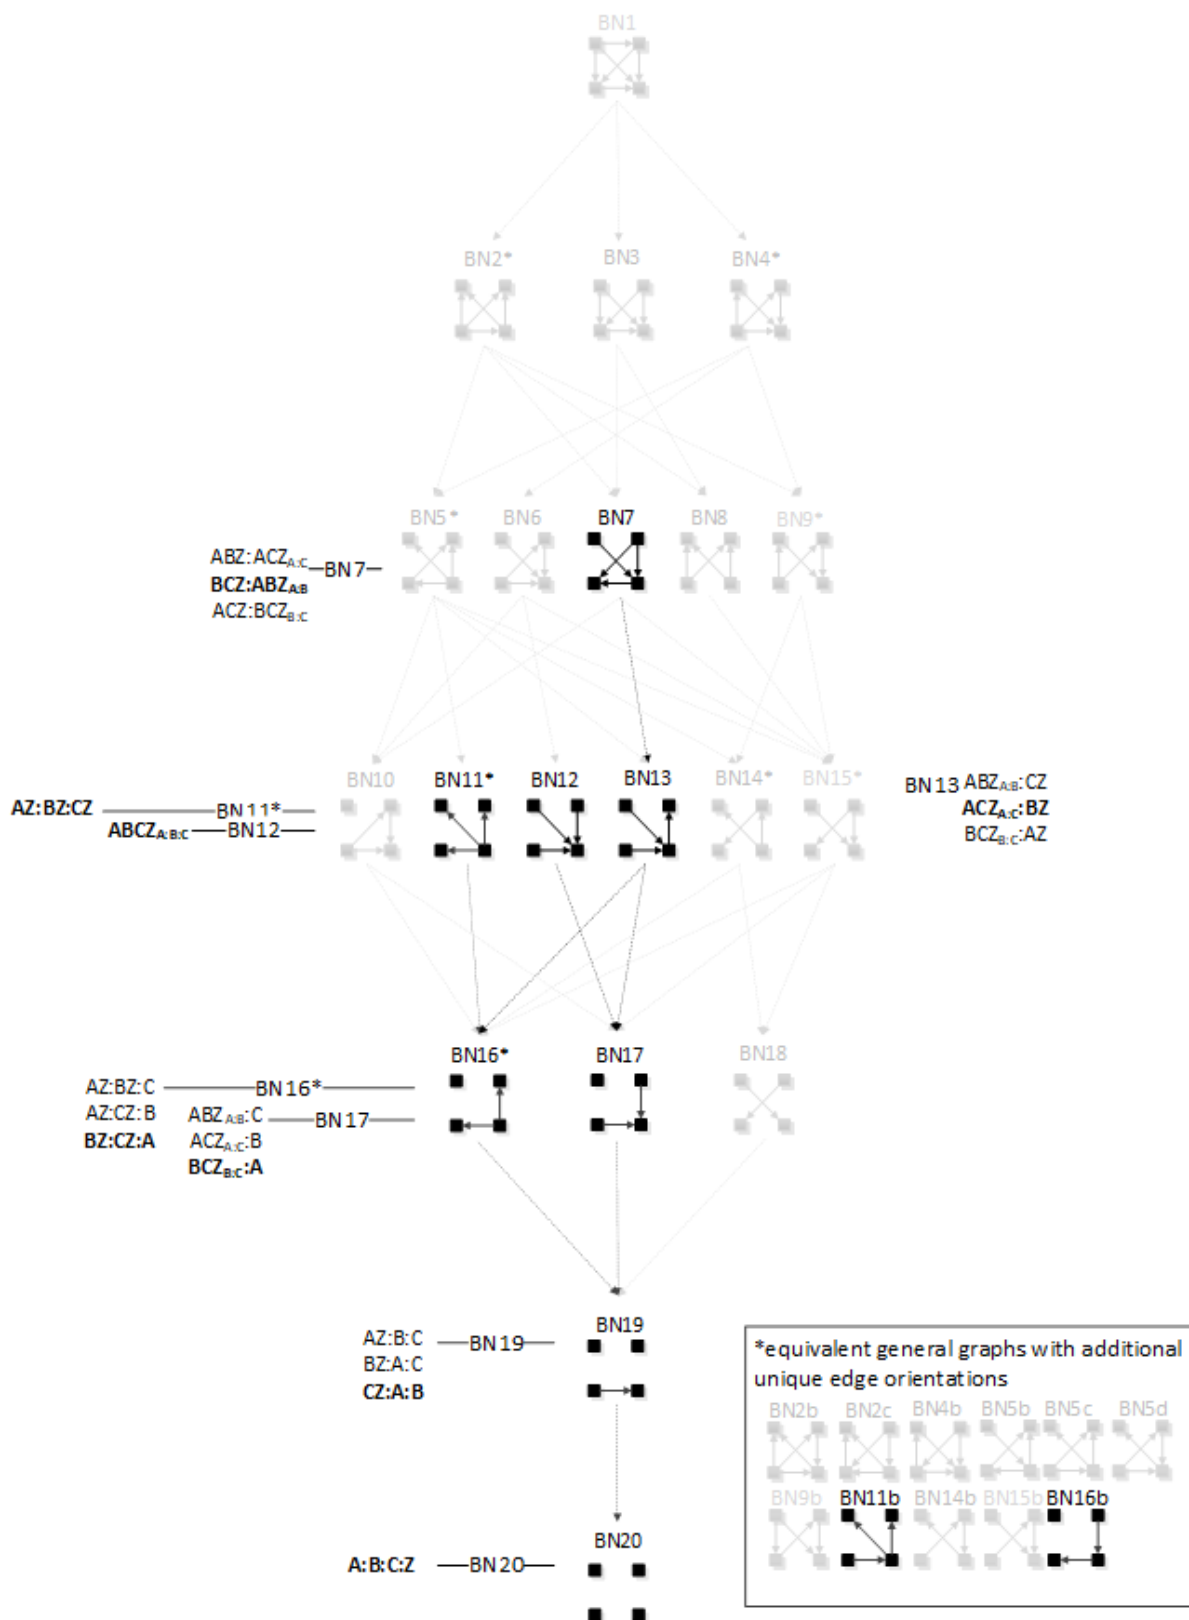 BN1
BN2* BN3 BN4*
BN5* BN6 BN7 BN8 BN9*
ABZ:ACZA:C BN7
BCZ:ABZA:B
ACZ:BCZB:C
BN10 BN11* BN12 BN13 BN14* BN15*
AZ:BZ:CZ BN11*
ABCZA:B:C BN12
BN13 ABZA:B:CZ
ACZA:C:BZ
BCZB:C:AZ
BN16* BN17 BN18
AZ:BZ:C BN16*
AZ:CZ:B
BZ:CZ:A
ABZA:B:C BN17
ACZA:C:B
BCZB:C:A
BN19
AZ:B:C BN19
BZ:A:C
CZ:A:B
BN20
A:B:C:Z BN20
*equivalent general graphs with additional
unique edge orientations
BN2b BN2c BN4b BN5b BN5c BN5d
BN9b BN11b BN14b BN15b BN16b